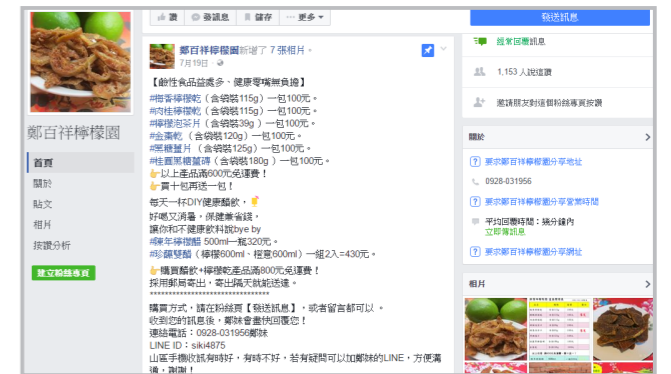 讚
發訊息
儲存
更多
發送訊息
鄭百祥檸檬園新增了 7 張相片。
7月19日
經常回覆訊息
1,153 人說這讚
邀請朋友對這個粉絲專頁按讚
【鹼性食品益處多、健康零嘴無負擔】
#梅香檸檬乾（含袋裝115g）一包100元。
#肉桂檸檬乾（含袋裝115g）一包100元。
#檸檬泡茶片（含袋裝39g ）一包100元。
#金棗乾（含袋裝120g）一包100元。
#黑糖薑片（含袋裝125g）一包100元。
#桂圓黑糖薑磚（含袋裝180g ）一包100元。
以上產品滿600元免運費！
買十包再送一包！
每天一杯DIY健康醋飲，
好喝又消暑，保健兼省錢，
讓你和不健康飲料說bye by
#陳年檸檬醋 500ml一瓶320元。
#珍釀雙醋（檸檬600ml、橙意600ml）一組2入=430元。
購買醋飲+檸檬乾產品滿800元免運費！
採用郵局寄出，寄出隔天就能送達。
********************************
購買方式，請在粉絲頁【發送訊息】，或者留言都可以 。
收到您的訊息後，鄭妹會盡快回覆您！
連絡電話：0928-031956鄭妹
LINE ID：siki4875
山區手機收訊有時好，有時不好，若有疑問可以加鄭妹的LINE，方便溝
通，謝謝！
鄭百祥檸檬園
首頁
關於
貼文
相片
按讚分析
建立粉絲專頁
關於
要求鄭百祥檸檬園分享地址
0928-031956
要求鄭百祥檸檬園分享營業時間
平均回覆時間：幾分鐘內
立即傳訊息
要求鄭百祥檸檬園分享網址
相片